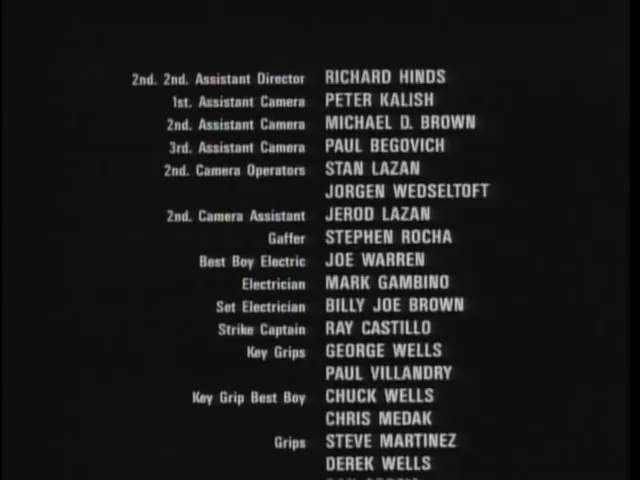 2nd. 2nd. Assistant Director RICHARD HINDS
1st. Assistant Camera PETER KALISH
2nd. Assistant Camera MICHAEL D. BROWN
3rd. Assistant Camera PAUL BEGOVICH
2nd. Camera Operators STAN LAZAN
JORGEN WEDSELTOFT
2nd. Camera Assistant JEROD LAZAN
Gaffer STEPHEN ROCHA
Best Boy Electric JOE WARREN
Electrician MARK GAMBINO
Set Electrician BILLY JOE BROWN
Strike Captain RAY CASTILLO
Key Grips GEORGE WELLS
PAUL VILLANDRY
Key Grip Best Boy CHUCK WELLS
CHRIS MEDAK
Grips STEVE MARTINEZ
DEREK WELLS